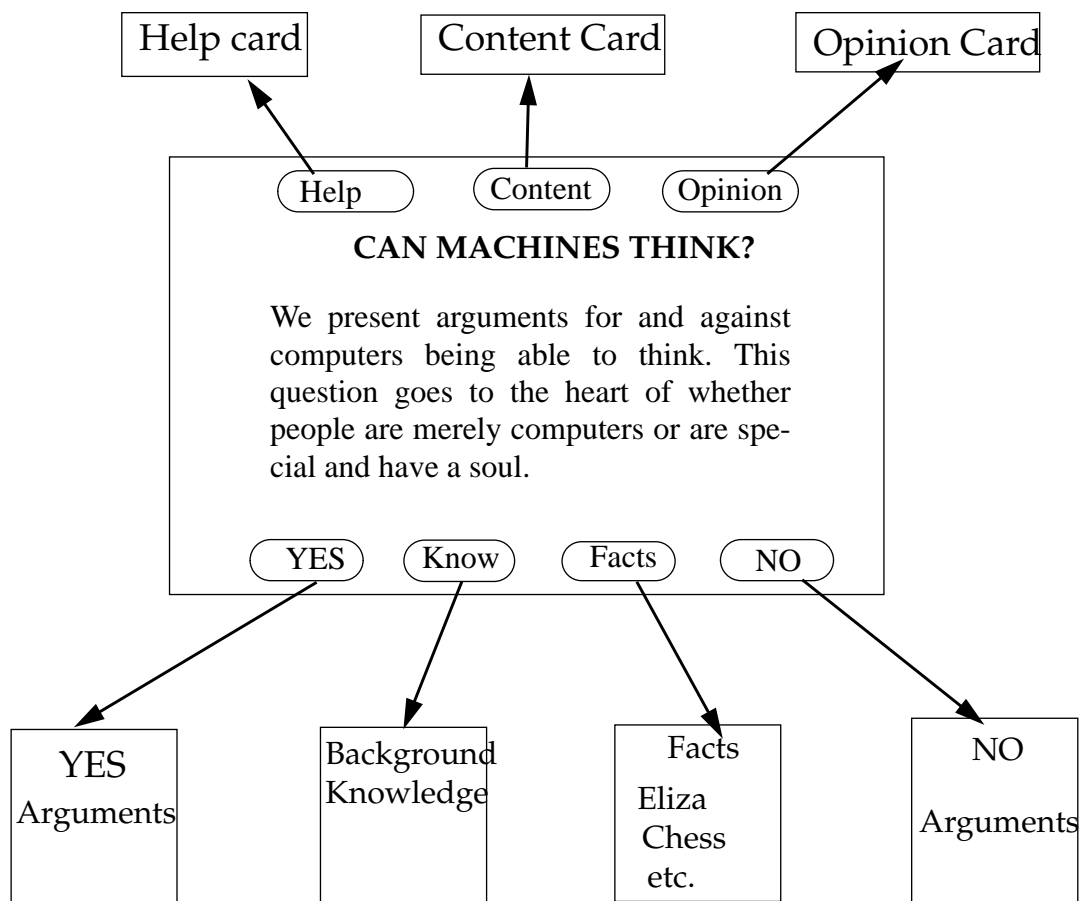 Help card
Content Card
Opinion Card
Help
Content
Opinion
CAN MACHINES THINK?
We present arguments for and against
computers being able to think. This
question goes to the heart of whether
people are merely computers or are spe-
cial and have a soul.
YES
Know
Facts
NO
YES
Arguments
Background
Knowledge
Facts
Eliza
Chess
etc.
NO
Arguments